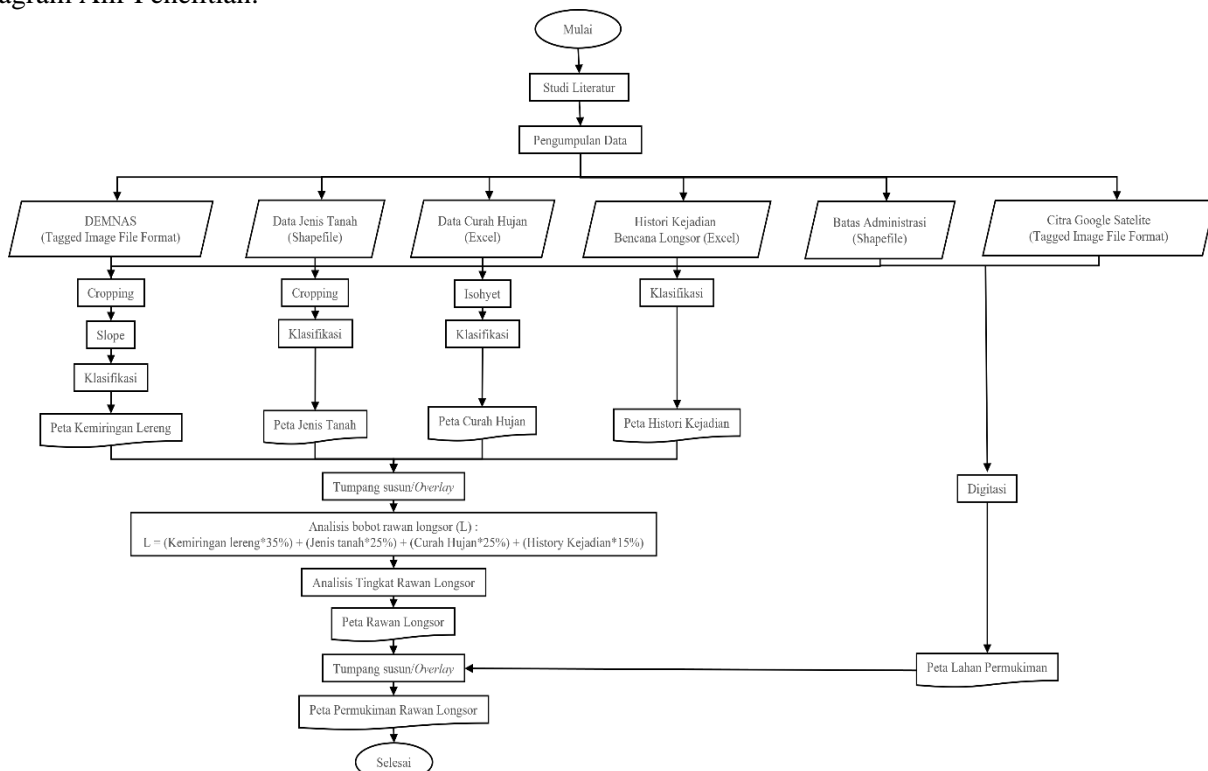 agram Alir Penelitian.
Mulai
Studi Literatur
Pengumpulan Data
DEMNAS
(Tagged Image File Format)
Data Jenis Tanah
(Shapefile)
Data Curah Hujan
(Excel)
Histori Kejadian
Bencana Longsor (Excel)
Batas Administrasi
(Shapefile)
Citra Google Satelite
(Tagged Image File Format)
Cropping
Cropping
Isohyet
Klasifikasi
Slope
Klasifikasi
Klasifikasi
Klasifikasi
Peta Kemiringan Lereng
Peta Jenis Tanah
Peta Curah Hujan
Peta Histori Kejadian
Tumpang susun/Overlay
Digitasi
Analisis bobot rawan longsor (L) :
L = (Kemiringan lereng*35%) + (Jenis tanah*25%) + (Curah Hujan*25%) + (History Kejadian*15%)
Analisis Tingkat Rawan Longsor
Peta Rawan Longsor
Tumpang susun/Overlay
Peta Lahan Permukiman
Peta Permukiman Rawan Longsor
Selesai